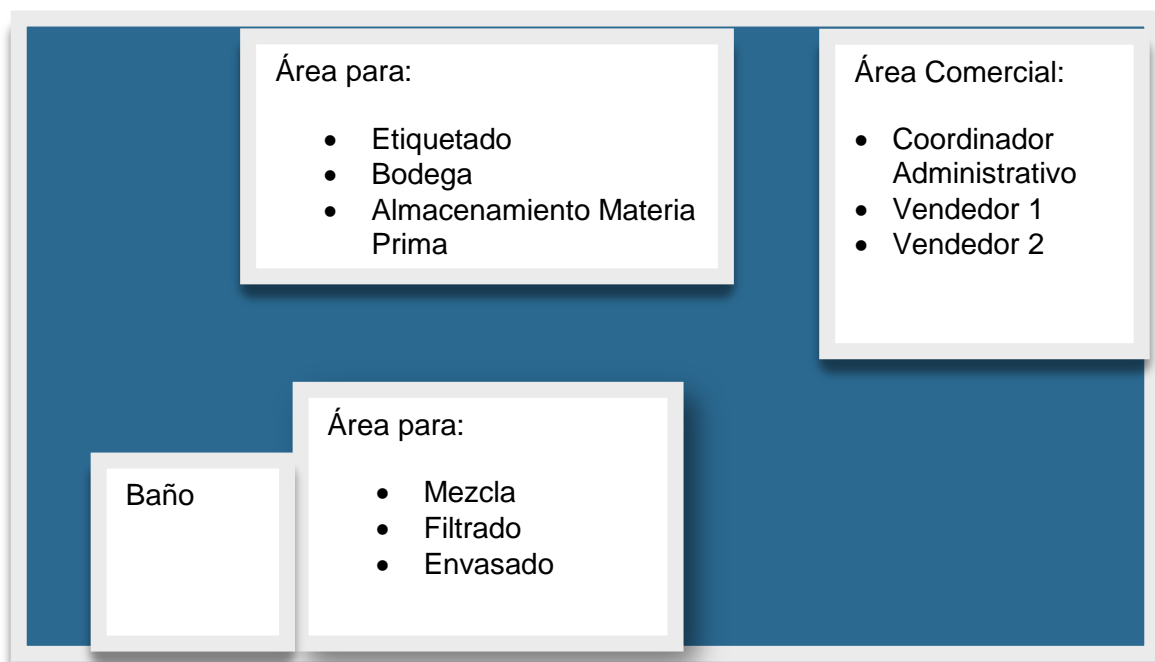 Área para:
• Etiquetado
• Bodega
• Almacenamiento Materia
Prima
Área Comercial:
• Coordinador
Administrativo
• Vendedor 1
• Vendedor 2
Baño
Área para:
• Mezcla
• Filtrado
• Envasado